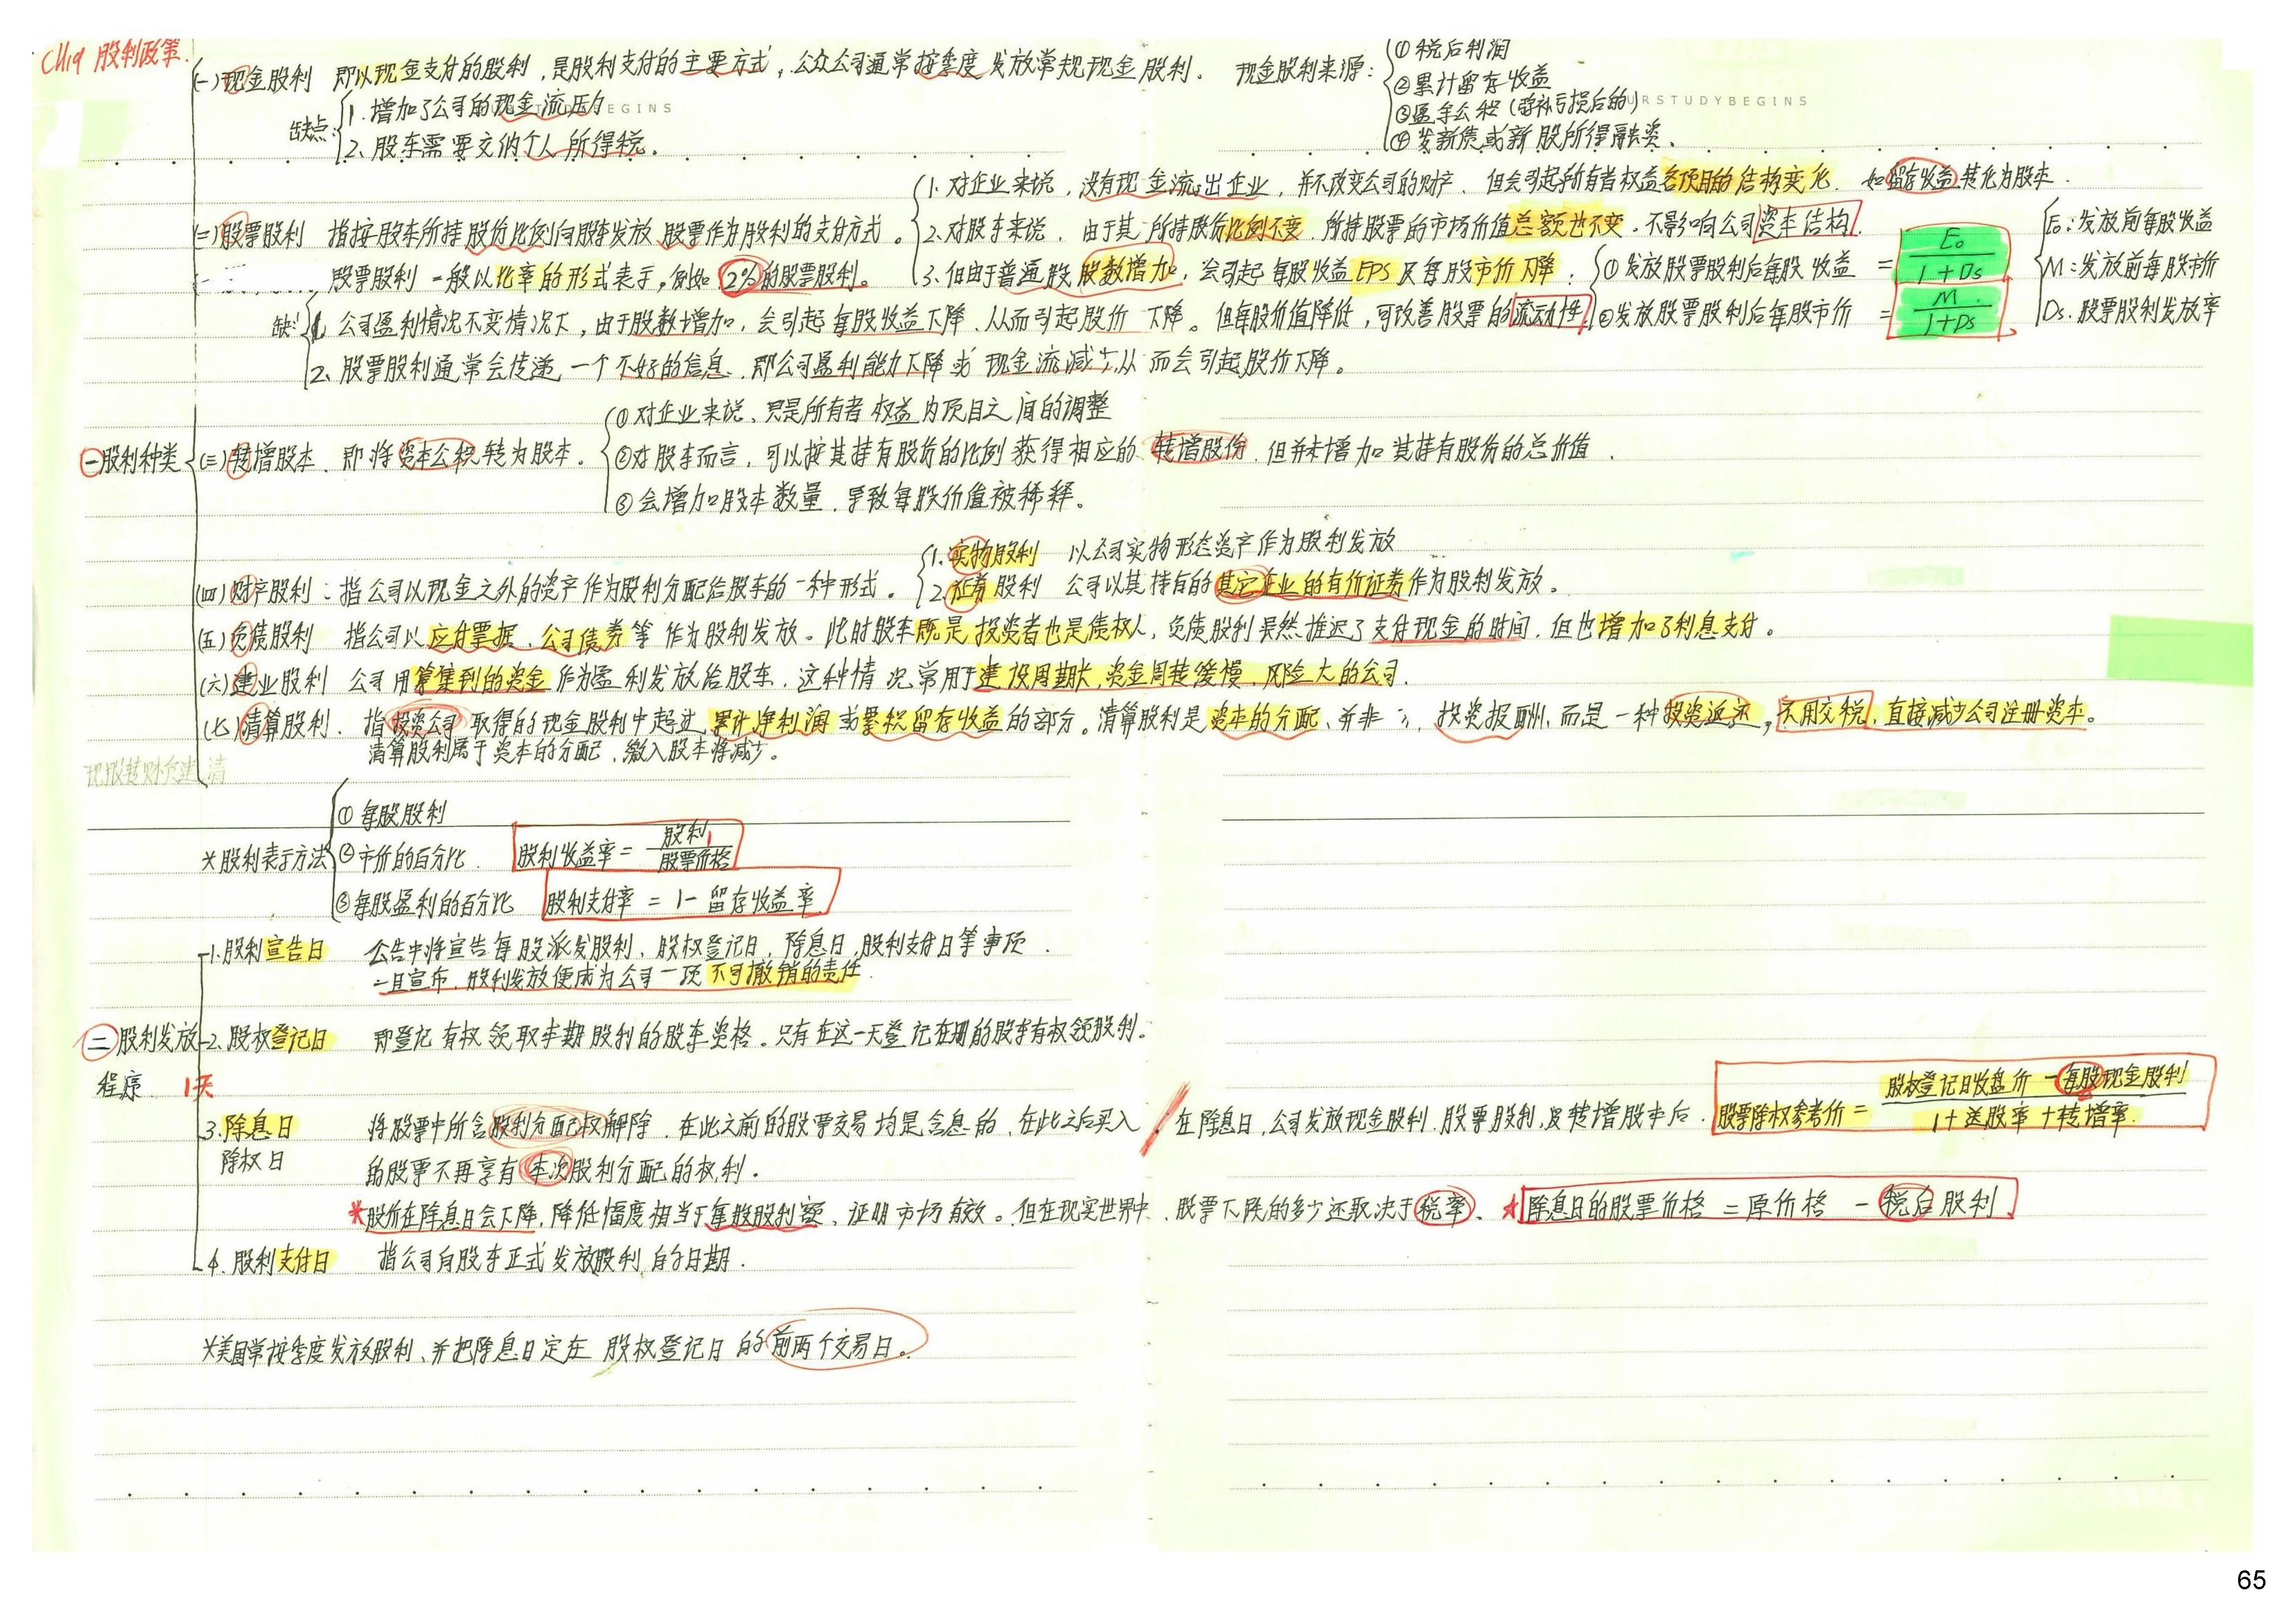 CH19 股利政策.
(一)现金股利 即以现金支付的股利,是股利支付的主要方式,公众公司通常按季度发放常规现金股利。 现金股利来源:
①税后利润
②累计留存收益
③盈余公积(弥补亏损后的)
④发新债或新股所得融资、
缺点:
1.增加了公司的现金流压力
2、股东需要交纳个人所得税.
EGINS
URSTUDYBEGINS
(二)股票股利 指按股东所持股份比例向股东发放股票作为股利的支付方式。
股票股利一般以比率的形式表示,例如2%的股票股利。
1.对企业来说,没有现金流出企业,并不改变公司的财产、但会引起所有者权益各项目的结构变化. 如留存收益转化为股本.
2.对股东来说,由于其所持股份比例不变,所持股票的市场价值总额也不变。不影响公司资本结构.
3、但由于普通股股数增加,会引起每股收益EPS及每股市价下降.
①发放股票股利后每股收益 = E₀/(1+Ds)
②发放股票股利后每股市价 = M/(1+Ds)
E₀:发放前每股收益
M:发放前每股市价
Ds.股票股利发放率
缺:
1、公司盈利情况不变情况下,由于股数增加,会引起每股收益下降,从而引起股价下降。但每股价值降低,可改善股票的流动性
2、股票股利通常会传递一个不好的信息、即公司盈利能力下降或现金流减少,从而会引起股价下降。
㊀股利种类
(三)转增股本、即将资本公积转为股本。
①对企业来说、只是所有者权益内项目之间的调整
②对股东而言,可以按其持有股份的比例获得相应的转增股份,但并未增加其持有股份的总价值.
③会增加股本数量,导致每股价值被稀释。
(四)财产股利:指公司以现金之外的资产作为股利分配给股东的一种形式。
1.实物股利 以公司实物形态资产作为股利发放
2.证券股利 公司以其持有的其它企业的有价证券作为股利发放。
(五)负债股利 指公司以应付票据、公司债券等作为股利发放。此时股东既是投资者也是债权人,负债股利虽然推迟了支付现金的时间,但也增加了利息支付。
(六)建业股利 公司用筹集到的资金作为盈利发放给股东、这种情况常用于建设周期长,资金周转缓慢、风险大的公司.
(七)清算股利、指投资公司取得的现金股利中超过累计净利润或累积留存收益的部分。清算股利是资本的分配、并非投资报酬,而是一种投资返还,不用交税、直接减少公司注册资本。
清算股利属于资本的分配,缴入股本将减少。
现股转财负建清
*股利表示方法
①每股股利
②市价的百分比. 股利收益率=股利/股票价格
③每股盈利的百分比 股利支付率=1-留存收益率
㊁股利发放程序 1天
1.股利宣告日 公告中将宣告每股派发股利、股权登记日,除息日,股利支付日等事项.
一旦宣布,股利发放便成为公司一项不可撤销的责任.
2.股权登记日 即登记有权领取本期股利的股东资格。只有在这一天登记在册的股东有权领股利。
3.除息日 除权日 将股票中所含股利分配权解除、在此之前的股票交易均是含息的、在此之后买入的股票不再享有本次股利分配的权利.
在除息日,公司发放现金股利、股票股利,及转增股本后. 股票除权参考价=(股权登记日收盘价-每股现金股利)/(1+送股率+转增率)
*股价在除息日会下降,降低幅度相当于每股股利额、证明市场有效。但在现实世界中、股票下跌的多少还取决于税率、 ★除息日的股票价格=原价格-税后股利
4.股利支付日 指公司向股东正式发放股利的日期.
*美国常按季度发放股利、并把除息日定在股权登记日的前两个交易日。
65